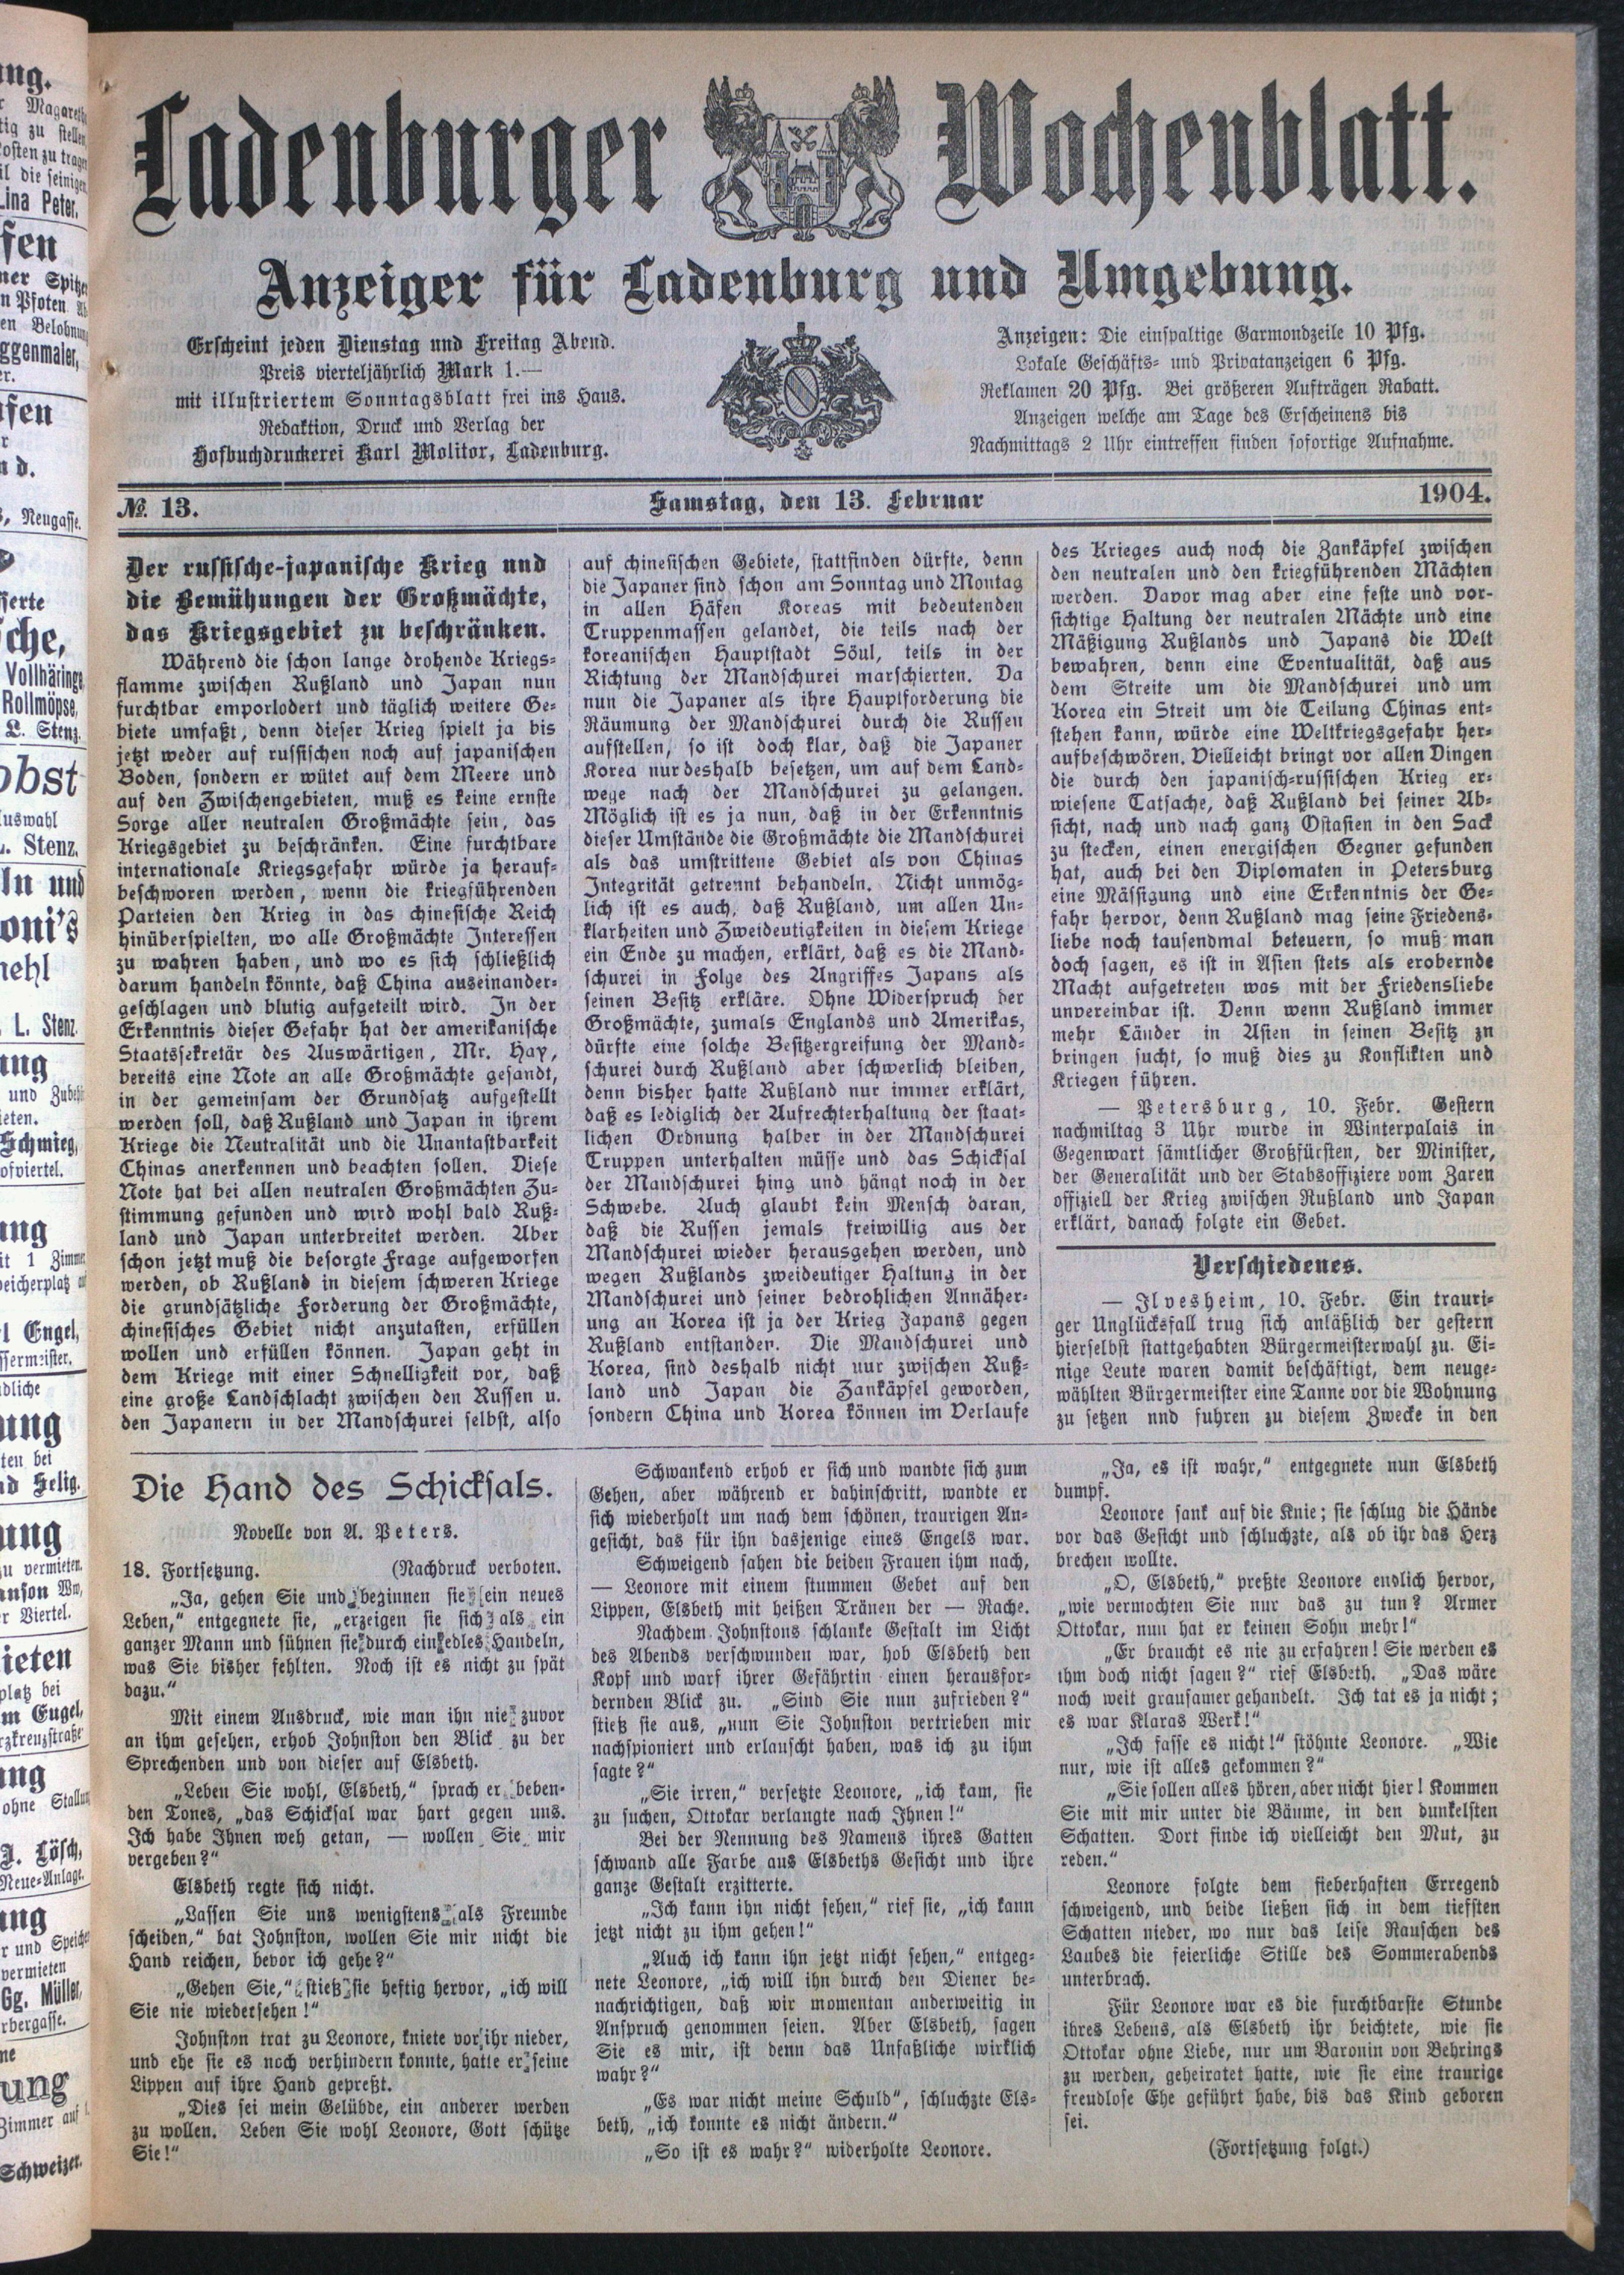 Ladenburger Wochenblatt.
Anzeiger für Ladenburg und Umgebung.
Erscheint jeden Dienstag und Freitag Abend.
Preis vierteljährlich Mark 1.—
mit illustriertem Sonntagsblatt frei ins Haus.
Redaktion, Druck und Verlag der
Hofbuchdruckerei Karl Molitor, Ladenburg.
Anzeigen: Die einspaltige Garmondzeile 10 Pfg.
Lokale Geschäfts- und Privatanzeigen 6 Pfg.
Reklamen 20 Pfg. Bei größeren Aufträgen Rabatt.
Anzeigen welche am Tage des Erscheinens bis
Nachmittags 2 Uhr eintreffen finden sofortige Aufnahme.
№ 13. Samstag, den 13. Februar 1904.
Der russische-japanische Krieg und
die Bemühungen der Großmächte,
das Kriegsgebiet zu beschränken.
Während die schon lange drohende Kriegs-
flamme zwischen Rußland und Japan nun
furchtbar emporlodert und täglich weitere Ge-
biete umfaßt, denn dieser Krieg spielt ja bis
jetzt weder auf russischen noch auf japanischen
Boden, sondern er wütet auf dem Meere und
auf den Zwischengebieten, muß es keine ernste
Sorge aller neutralen Großmächte sein, das
Kriegsgebiet zu beschränken. Eine furchtbare
internationale Kriegsgefahr würde ja herauf-
beschworen werden, wenn die kriegführenden
Parteien den Krieg in das chinesische Reich
hinüberspielten, wo alle Großmächte Interessen
zu wahren haben, und wo es sich schließlich
darum handeln könnte, daß China auseinander-
geschlagen und blutig aufgeteilt wird. In der
Erkenntnis dieser Gefahr hat der amerikanische
Staatssekretär des Auswärtigen, Mr. Hay,
bereits eine Note an alle Großmächte gesandt,
in der gemeinsam der Grundsatz aufgestellt
werden soll, daß Rußland und Japan in ihrem
Kriege die Neutralität und die Unantastbarkeit
Chinas anerkennen und beachten sollen. Diese
Note hat bei allen neutralen Großmächten Zu-
stimmung gefunden und wird wohl bald Ruß-
land und Japan unterbreitet werden. Aber
schon jetzt muß die besorgte Frage aufgeworfen
werden, ob Rußland in diesem schweren Kriege
die grundsätzliche Forderung der Großmächte,
chinesisches Gebiet nicht anzutasten, erfüllen
wollen und erfüllen können. Japan geht in
dem Kriege mit einer Schnelligkeit vor, daß
eine große Landschlacht zwischen den Russen u.
den Japanern in der Mandschurei selbst, also
auf chinesischen Gebiete, stattfinden dürfte, denn
die Japaner sind schon am Sonntag und Montag
in allen Häfen Koreas mit bedeutenden
Truppenmassen gelandet, die teils nach der
koreanischen Hauptstadt Söul, teils in der
Richtung der Mandschurei marschierten. Da
nun die Japaner als ihre Hauptforderung die
Räumung der Mandschurei durch die Russen
aufstellen, so ist doch klar, daß die Japaner
Korea nur deshalb besetzen, um auf dem Land-
wege nach der Mandschurei zu gelangen.
Möglich ist es ja nun, daß in der Erkenntnis
dieser Umstände die Großmächte die Mandschurei
als das umstrittene Gebiet als von Chinas
Integrität getrennt behandeln. Nicht unmög-
lich ist es auch, daß Rußland, um allen Un-
klarheiten und Zweideutigkeiten in diesem Kriege
ein Ende zu machen, erklärt, daß es die Mand-
schurei in Folge des Angriffes Japans als
seinen Besitz erkläre. Ohne Widerspruch der
Großmächte, zumals Englands und Amerikas,
dürfte eine solche Besitzergreifung der Mand-
schurei durch Rußland aber schwerlich bleiben,
denn bisher hatte Rußland nur immer erklärt,
daß es lediglich der Aufrechterhaltung der staat-
lichen Ordnung halber in der Mandschurei
Truppen unterhalten müsse und das Schicksal
der Mandschurei hing und hängt noch in der
Schwebe. Auch glaubt kein Mensch daran,
daß die Russen jemals freiwillig aus der
Mandschurei wieder herausgehen werden, und
wegen Rußlands zweideutiger Haltung in der
Mandschurei und seiner bedrohlichen Annäher-
ung an Korea ist ja der Krieg Japans gegen
Rußland entstanden. Die Mandschurei und
Korea, sind deshalb nicht nur zwischen Ruß-
land und Japan die Zankäpfel geworden,
sondern China und Korea können im Verlaufe
des Krieges auch noch die Zankäpfel zwischen
den neutralen und den kriegführenden Mächten
werden. Davor mag aber eine feste und vor-
sichtige Haltung der neutralen Mächte und eine
Mäßigung Rußlands und Japans die Welt
bewahren, denn eine Eventualität, daß aus
dem Streite um die Mandschurei und um
Korea ein Streit um die Teilung Chinas ent-
stehen kann, würde eine Weltkriegsgefahr her-
aufbeschwören. Vielleicht bringt vor allen Dingen
die durch den japanisch-russischen Krieg er-
wiesene Tatsache, daß Rußland bei seiner Ab-
sicht, nach und nach ganz Ostasien in den Sack
zu stecken, einen energischen Gegner gefunden
hat, auch bei den Diplomaten in Petersburg
eine Mässigung und eine Erkenntnis der Ge-
fahr hervor, denn Rußland mag seine Friedens-
liebe noch tausendmal beteuern, so muß man
doch sagen, es ist in Asien stets als erobernde
Macht aufgetreten was mit der Friedensliebe
unvereinbar ist. Denn wenn Rußland immer
mehr Länder in Asien in seinen Besitz zn
bringen sucht, so muß dies zu Konflikten und
Kriegen führen.
— Petersburg, 10. Febr. Gestern
nachmiltag 3 Uhr wurde in Winterpalais in
Gegenwart sämtlicher Großfürsten, der Minister,
der Generalität und der Stabsoffiziere vom Zaren
offiziell der Krieg zwischen Rußland und Japan
erklärt, danach folgte ein Gebet.
Verschiedenes.
— Ilvesheim, 10. Febr. Ein trauri-
ger Unglücksfall trug sich anläßlich der gestern
hierselbst stattgehabten Bürgermeisterwahl zu. Ei-
nige Leute waren damit beschäftigt, dem neuge-
wählten Bürgermeister eine Tanne vor die Wohnung
zu setzen nnd fuhren zu diesem Zwecke in den
Die Hand des Schicksals.
Novelle von A. Peters.
18. Fortsetzung. (Nachdruck verboten.
„Ja, gehen Sie und beginnen sie ein neues
Leben,“ entgegnete sie, „erzeigen sie sich als ein
ganzer Mann und sühnen sie durch ein edles Handeln,
was Sie bisher fehlten. Noch ist es nicht zu spät
dazu.“
Mit einem Ausdruck, wie man ihn nie zuvor
an ihm gesehen, erhob Johnston den Blick zu der
Sprechenden und von dieser auf Elsbeth.
„Leben Sie wohl, Elsbeth,“ sprach er beben-
den Tones, „das Schicksal war hart gegen uns.
Ich habe Ihnen weh getan, — wollen Sie mir
vergeben?“
Elsbeth regte sich nicht.
„Lassen Sie uns wenigstens als Freunde
scheiden,“ bat Johnston, wollen Sie mir nicht die
Hand reichen, bevor ich gehe?“
„Gehen Sie,“ stieß sie heftig hervor, „ich will
Sie nie wiedersehen!“
Johnston trat zu Leonore, kniete vor ihr nieder,
und ehe sie es noch verhindern konnte, hatte er seine
Lippen auf ihre Hand gepreßt.
„Dies sei mein Gelübde, ein anderer werden
zu wollen. Leben Sie wohl Leonore, Gott schütze
Sie!“
Schwankend erhob er sich und wandte sich zum
Gehen, aber während er dahinschritt, wandte er
sich wiederholt um nach dem schönen, traurigen An-
gesicht, das für ihn dasjenige eines Engels war.
Schweigend sahen die beiden Frauen ihm nach,
— Leonore mit einem stummen Gebet auf den
Lippen, Elsbeth mit heißen Tränen der — Rache.
Nachdem Johnstons schlanke Gestalt im Licht
des Abends verschwunden war, hob Elsbeth den
Kopf und warf ihrer Gefährtin einen herausfor-
dernden Blick zu. „Sind Sie nun zufrieden?“
stieß sie aus, „nun Sie Johnston vertrieben mir
nachspioniert und erlauscht haben, was ich zu ihm
sagte?“
„Sie irren,“ versetzte Leonore, „ich kam, sie
zu suchen, Ottokar verlangte nach Ihnen!“
Bei der Nennung des Namens ihres Gatten
schwand alle Farbe aus Elsbeths Gesicht und ihre
ganze Gestalt erzitterte.
„Ich kann ihn nicht sehen,“ rief sie, „ich kann
jetzt nicht zu ihm gehen!“
„Auch ich kann ihn jetzt nicht sehen,“ entgeg-
nete Leonore, „ich will ihn durch den Diener be-
nachrichtigen, daß wir momentan anderweitig in
Anspruch genommen seien. Aber Elsbeth, sagen
Sie es mir, ist denn das Unfaßliche wirklich
wahr?“
„Es war nicht meine Schuld“, schluchzte Els-
beth, „ich konnte es nicht ändern.“
„So ist es wahr?“ widerholte Leonore.
„Ja, es ist wahr,“ entgegnete nun Elsbeth
dumpf.
Leonore sank auf die Knie; sie schlug die Hände
vor das Gesicht und schluchzte, als ob ihr das Herz
brechen wollte.
„O, Elsbeth,“ preßte Leonore endlich hervor,
„wie vermochten Sie nur das zu tun? Armer
Ottokar, nun hat er keinen Sohn mehr!“
„Er braucht es nie zu erfahren! Sie werden es
ihm doch nicht sagen?“ rief Elsbeth. „Das wäre
noch weit grausamer gehandelt. Ich tat es ja nicht;
es war Klaras Werk!“
„Ich fasse es nicht!“ stöhnte Leonore. „Wie
nur, wie ist alles gekommen?“
„Sie sollen alles hören, aber nicht hier! Kommen
Sie mit mir unter die Bäume, in den dunkelsten
Schatten. Dort finde ich vielleicht den Mut, zu
reden.“
Leonore folgte dem fieberhaften Erregend
schweigend, und beide ließen sich in dem tiefsten
Schatten nieder, wo nur das leise Rauschen des
Laubes die feierliche Stille des Sommerabends
unterbrach.
Für Leonore war es die furchtbarste Stunde
ihres Lebens, als Elsbeth ihr beichtete, wie sie
Ottokar ohne Liebe, nur um Baronin von Behrings
zu werden, geheiratet hatte, wie sie eine traurige
freudlose Ehe geführt habe, bis das Kind geboren
sei.
(Fortsetzung folgt.)